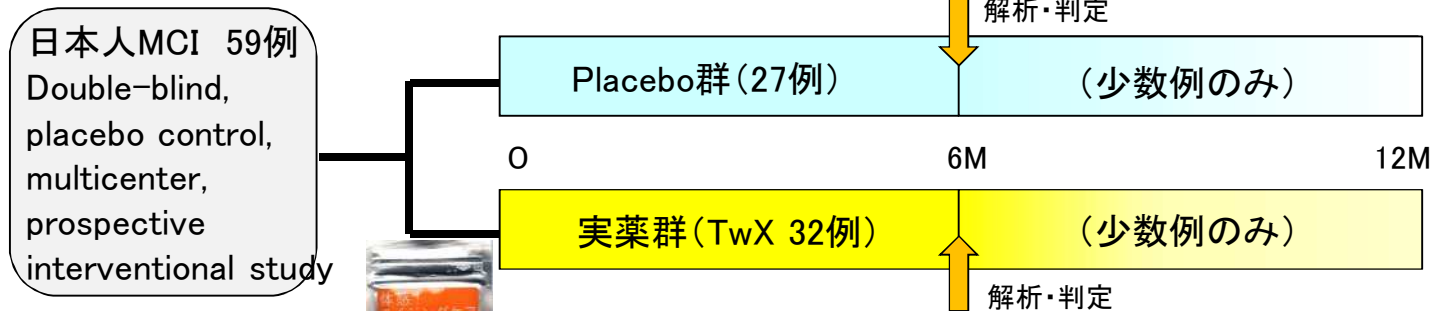 解析・判定
日本人MCI 59例
Double-blind,
placebo control,
multicenter,
prospective
interventional study
Placebo群(27例)
(少数例のみ)
O
6M
12M
実薬群(TwX 32例)
(少数例のみ)
解析・判定
体感!